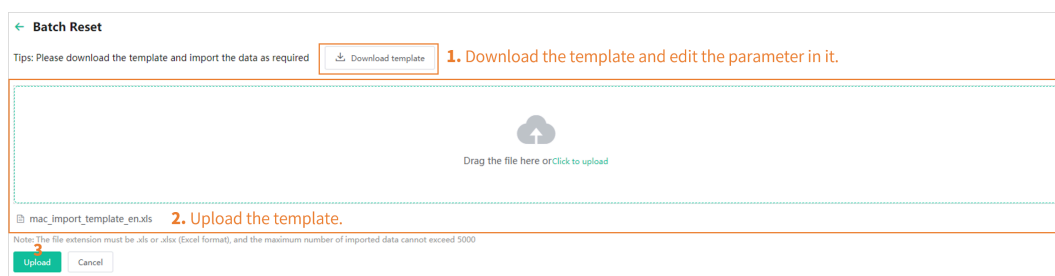 ← Batch Reset
Tips: Please download the template and import the data as required Download template 1. Download the template and edit the parameter in it.
Drag the file here orClick to upload
mac_import_template_en.xls 2. Upload the template.
Note: The file extension must be .xls or .xlsx (Excel format), and the maximum number of imported data cannot exceed 5000
3
Upload Cancel